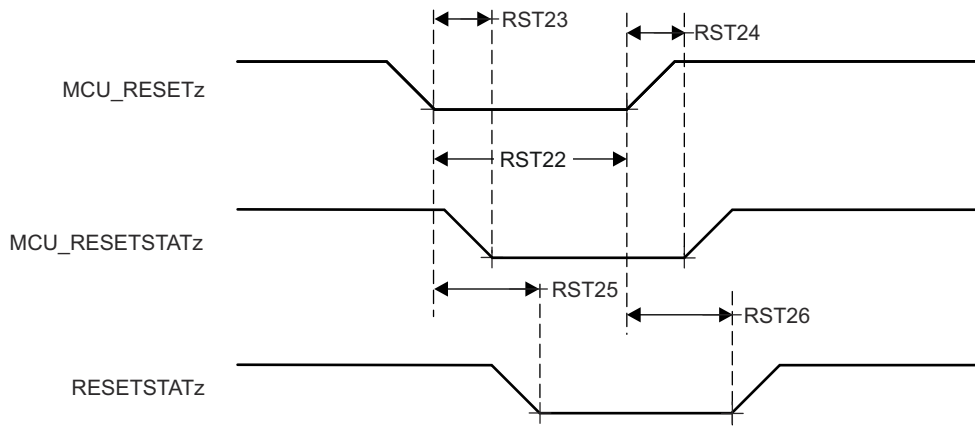 RST23
RST24
MCU_RESETz
RST22
MCU_RESETSTATz
RST25
RST26
RESETSTATz